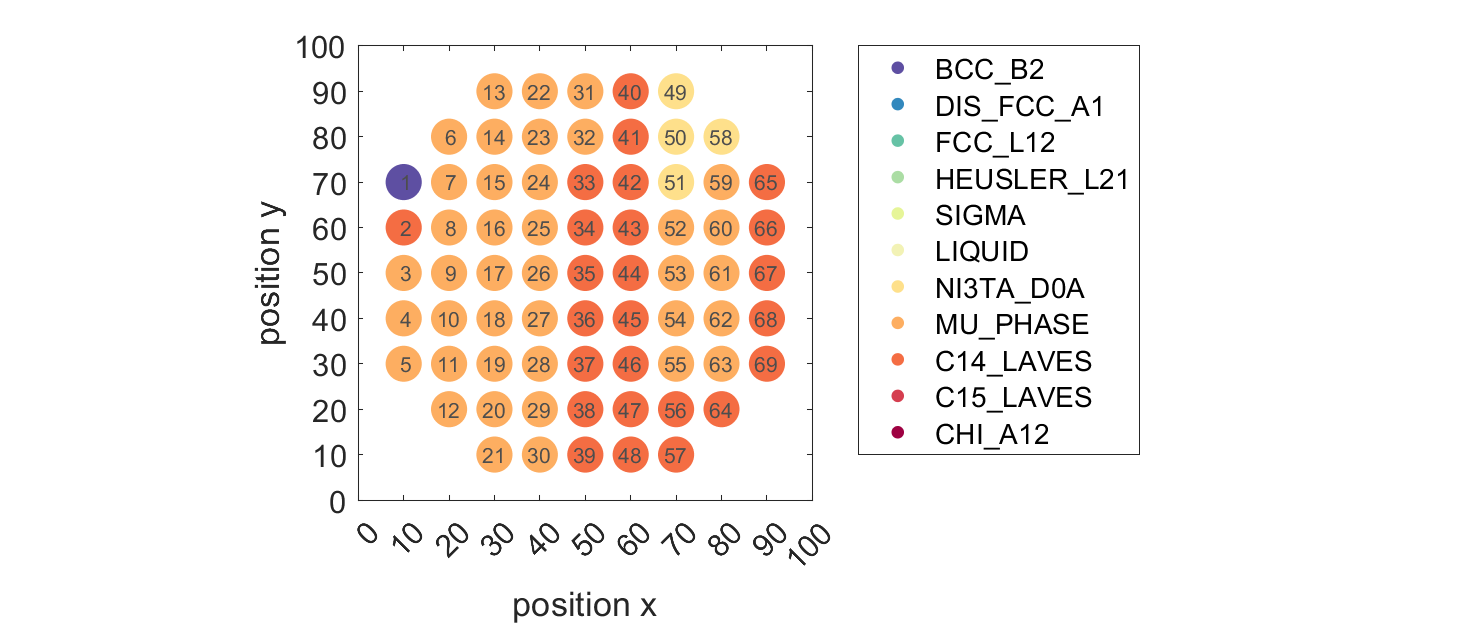 100
90
80
70
60
50
40
30
20
10
0
position y
13 22 31 40 49
6 14 23 32 41 50 58
1 7 15 24 33 42 51 59 65
2 8 16 25 34 43 52 60 66
3 9 17 26 35 44 53 61 67
4 10 18 27 36 45 54 62 68
5 11 19 28 37 46 55 63 69
12 20 29 38 47 56 64
21 30 39 48 57
0 10 20 30 40 50 60 70 80 90 100
position x
BCC_B2
DIS_FCC_A1
FCC_L12
HEUSLER_L21
SIGMA
LIQUID
NI3TA_D0A
MU_PHASE
C14_LAVES
C15_LAVES
CHI_A12